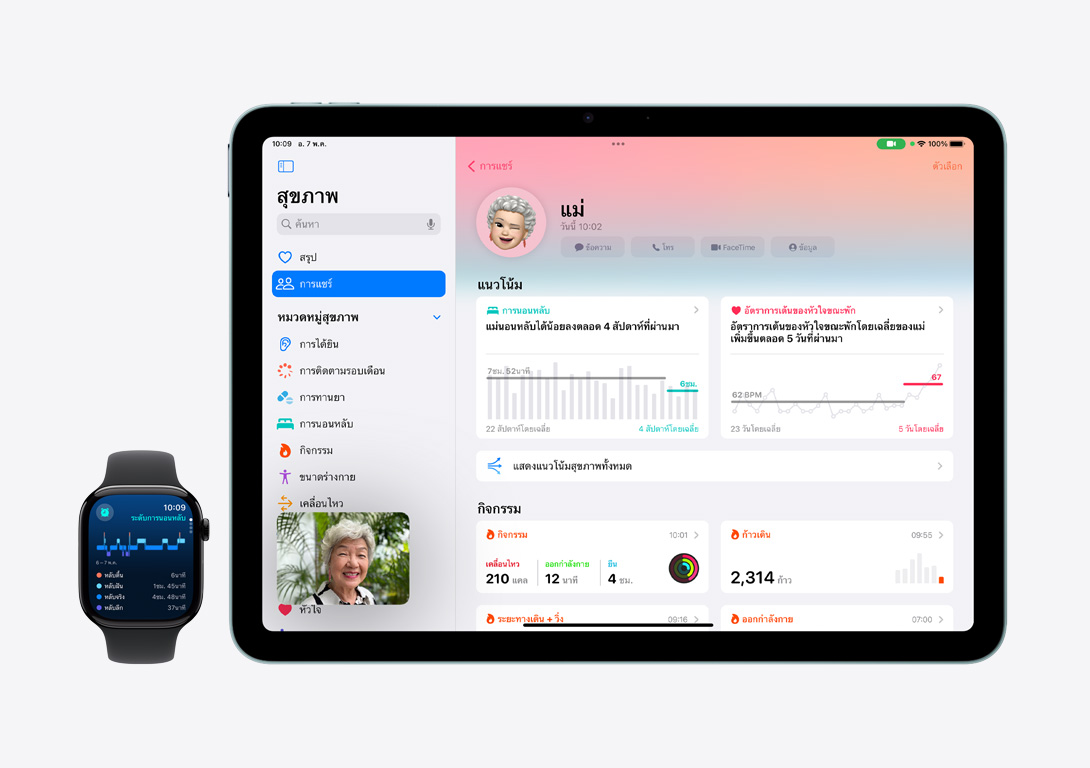 10:09
ระดับการนอนหลับ
6 – 7 พ.ค.
หลับตื้น 6นาที
หลับฝัน 1ชม. 45นาที
หลับจริง 4ชม. 48นาที
หลับลึก 37นาที
10:09 อ. 7 พ.ค.
100%
สุขภาพ
ค้นหา
สรุป
การแชร์
หมวดหมู่สุขภาพ
การได้ยิน
การติดตามรอบเดือน
การทานยา
การนอนหลับ
กิจกรรม
ขนาดร่างกาย
เคลื่อนไหว
หัวใจ
การแชร์
ตัวเลือก
แม่
วันนี้ 10:02
ข้อความ
โทร
FaceTime
ข้อมูล
แนวโน้ม
การนอนหลับ
แม่นอนหลับได้น้อยลงตลอด 4 สัปดาห์ที่ผ่านมา
7ชม. 52นาที
6ชม.
22 สัปดาห์โดยเฉลี่ย
4 สัปดาห์โดยเฉลี่ย
อัตราการเต้นของหัวใจขณะพัก
อัตราการเต้นของหัวใจขณะพักโดยเฉลี่ยของแม่
เพิ่มขึ้นตลอด 5 วันที่ผ่านมา
62 BPM
67
23 วันโดยเฉลี่ย
5 วันโดยเฉลี่ย
แสดงแนวโน้มสุขภาพทั้งหมด
กิจกรรม
กิจกรรม 10:01
เคลื่อนไหว ออกกำลังกาย ยืน
210 แคล 12 นาที 4 ชม.
ก้าวเดิน 09:55
2,314 ก้าว
ระยะทางเดิน + วิ่ง 09:16
ออกกำลังกาย 07:00